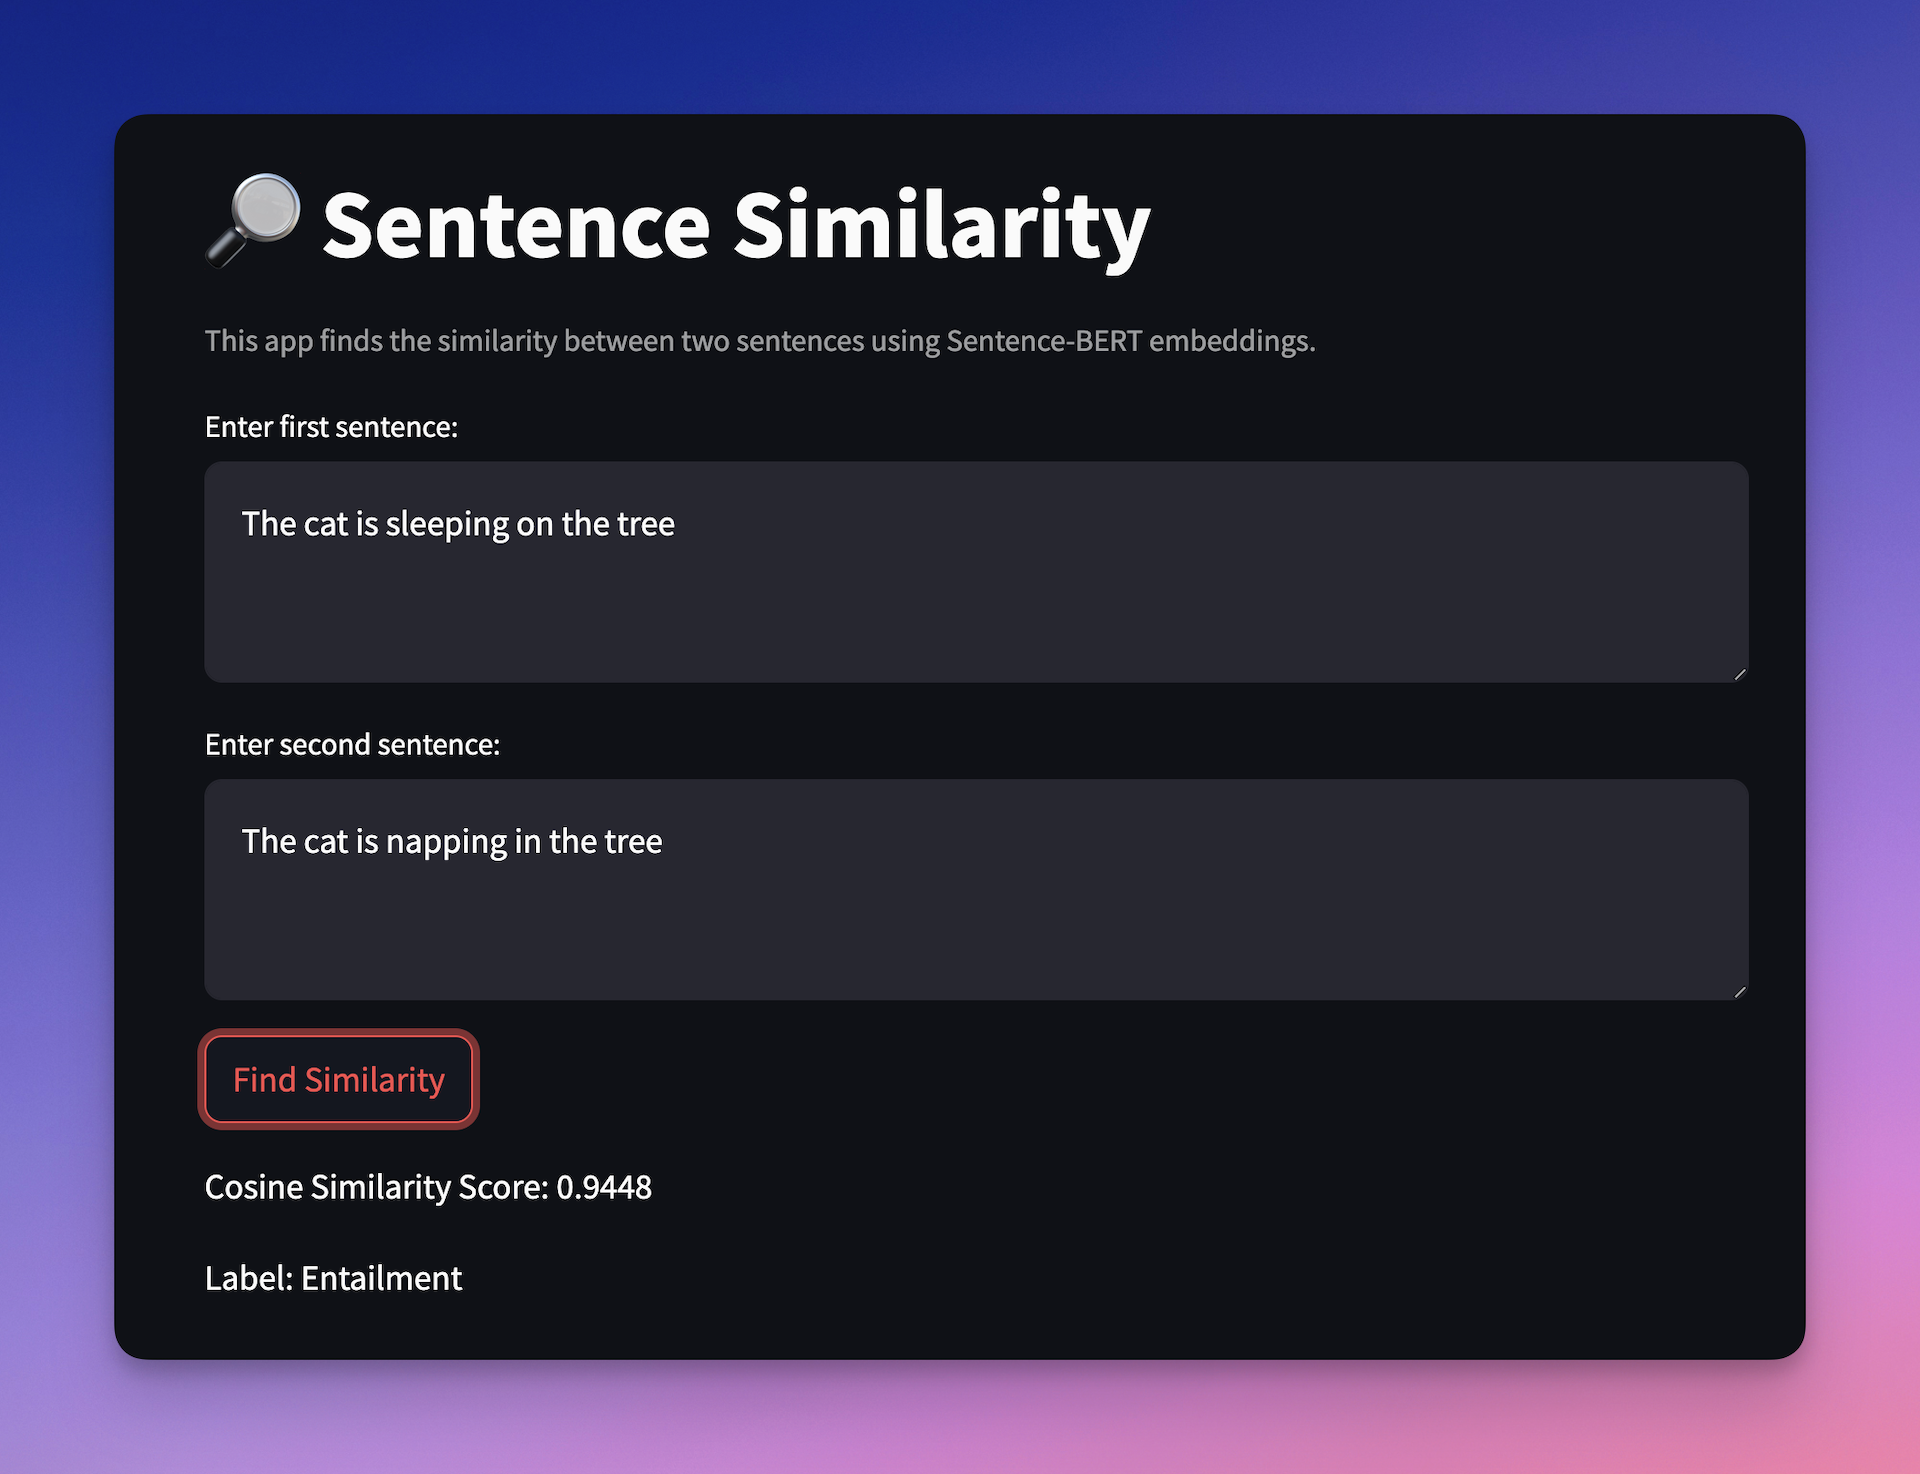 Sentence Similarity
This app finds the similarity between two sentences using Sentence-BERT embeddings.
Enter first sentence:
The cat is sleeping on the tree
Enter second sentence:
The cat is napping in the tree
Find Similarity
Cosine Similarity Score: 0.9448
Label: Entailment